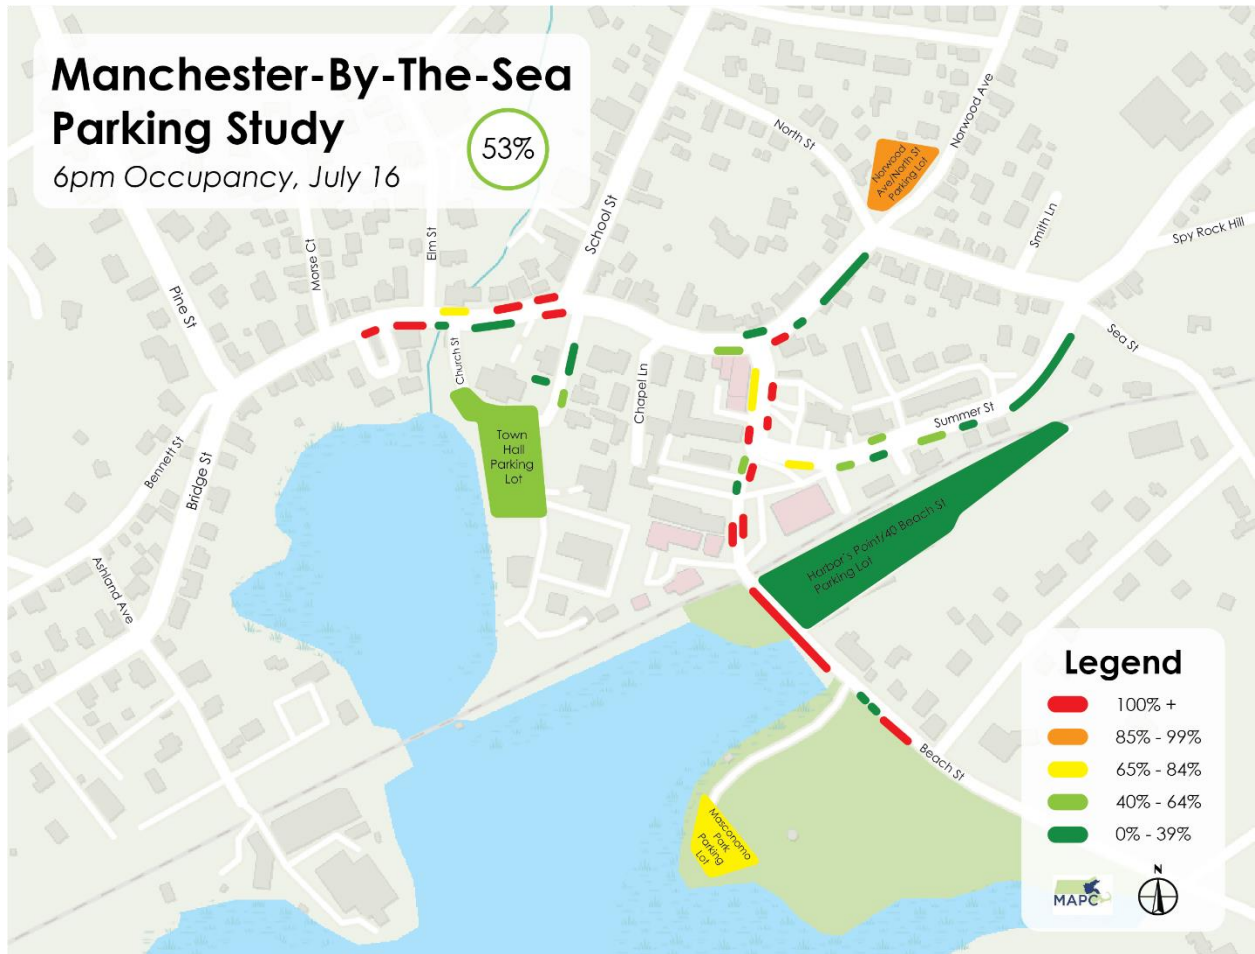 Manchester-By-The-Sea
Parking Study
6pm Occupancy, July 16
53%
North St
Norwood Ave
Norwood
Ave/North St
Parking Lot
School St
Smith Ln
Spy Rock Hill
Elm St
Morse Ct
Pine St
Sea St
Church St
Chapel Ln
Summer St
Bennett St
Bridge St
Town
Hall
Parking
Lot
Ashland Ave
Harbor's Point/40 Beach St
Parking Lot
Beach St
Masconomo
Park
Parking
Lot
Legend
100% +
85% - 99%
65% - 84%
40% - 64%
0% - 39%
MAPC
N